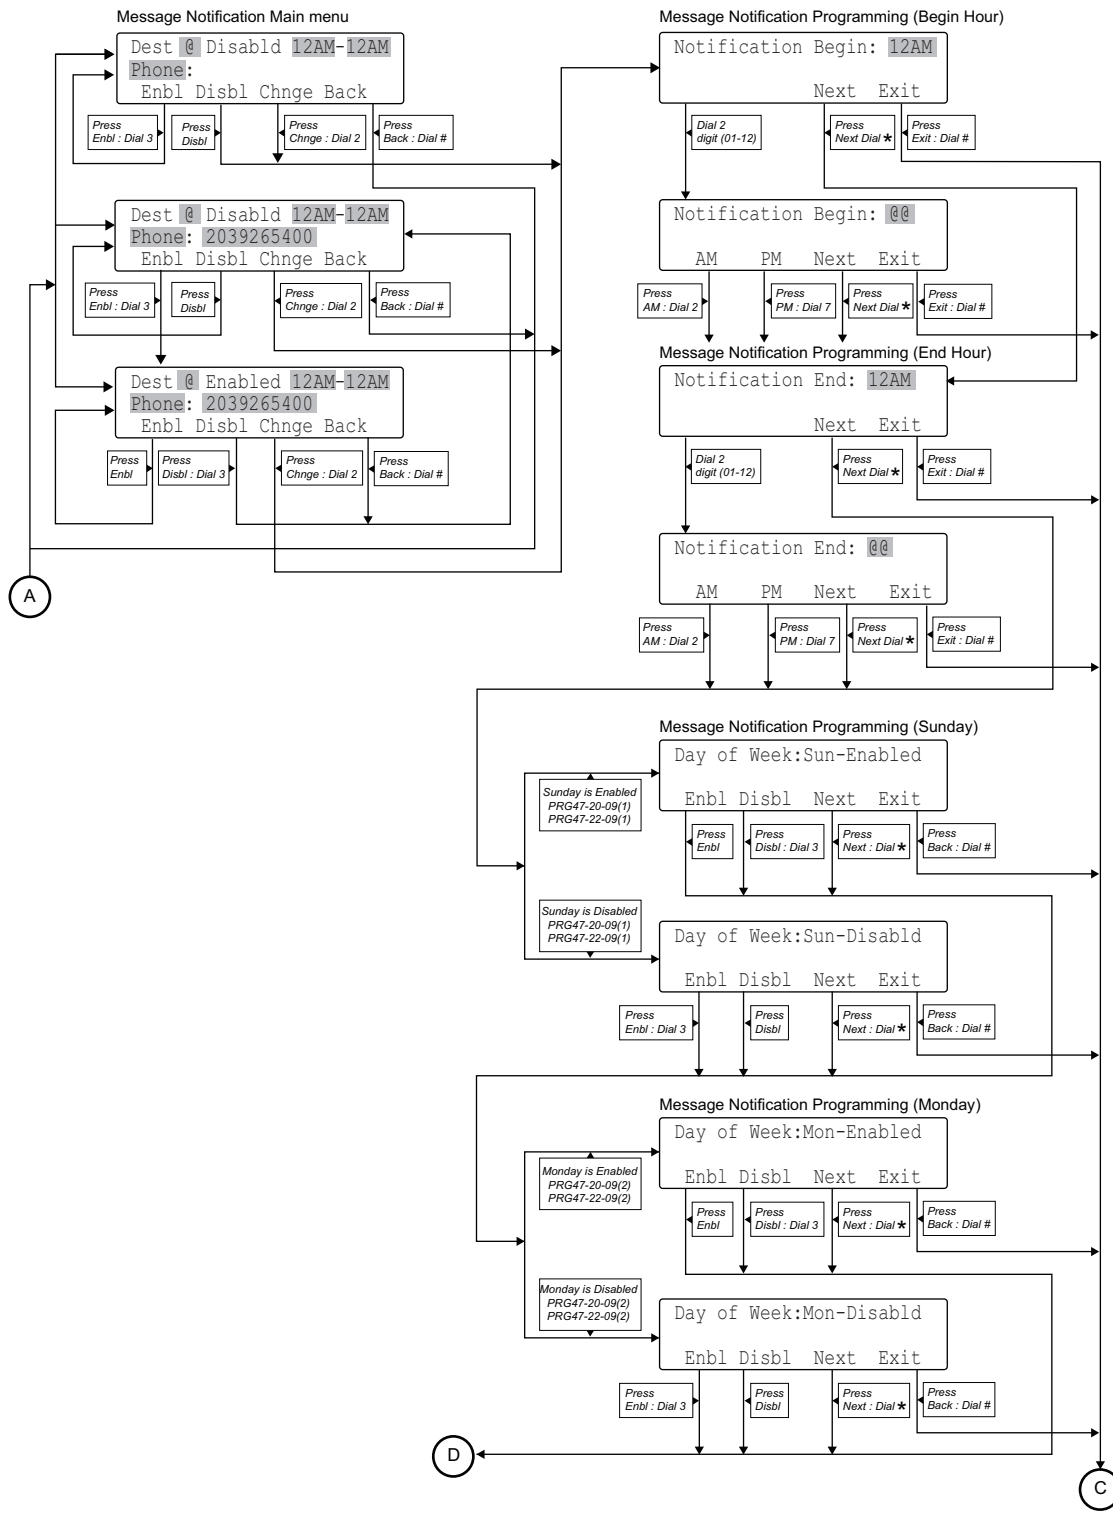 Message Notification Main menu
Dest @ Disabld 12AM-12AM
Phone:
Enbl Disbl Chnge Back
Press
Enbl : Dial 3
Press
Disbl
Press
Chnge : Dial 2
Press
Back : Dial #
Dest @ Disabld 12AM-12AM
Phone: 2039265400
Enbl Disbl Chnge Back
Press
Enbl : Dial 3
Press
Disbl
Press
Chnge : Dial 2
Press
Back : Dial #
Dest @ Enabled 12AM-12AM
Phone: 2039265400
Enbl Disbl Chnge Back
Press
Enbl
Press
Disbl : Dial 3
Press
Chnge : Dial 2
Press
Back : Dial #
A
Message Notification Programming (Begin Hour)
Notification Begin: 12AM
Next Exit
Dial 2
digit (01-12)
Press
Next Dial *
Press
Exit : Dial #
Notification Begin: @@
AM PM Next Exit
Press
AM : Dial 2
Press
PM : Dial 7
Press
Next Dial *
Press
Exit : Dial #
Message Notification Programming (End Hour)
Notification End: 12AM
Next Exit
Dial 2
digit (01-12)
Press
Next Dial *
Press
Exit : Dial #
Notification End: @@
AM PM Next Exit
Press
AM : Dial 2
Press
PM : Dial 7
Press
Next Dial *
Press
Exit : Dial #
Message Notification Programming (Sunday)
Day of Week:Sun-Enabled
Enbl Disbl Next Exit
Sunday is Enabled
PRG47-20-09(1)
PRG47-22-09(1)
Press
Enbl
Press
Disbl : Dial 3
Press
Next : Dial *
Press
Back : Dial #
Sunday is Disabled
PRG47-20-09(1)
PRG47-22-09(1)
Day of Week:Sun-Disabld
Enbl Disbl Next Exit
Press
Enbl : Dial 3
Press
Disbl
Press
Next : Dial *
Press
Back : Dial #
Message Notification Programming (Monday)
Day of Week:Mon-Enabled
Enbl Disbl Next Exit
Monday is Enabled
PRG47-20-09(2)
PRG47-22-09(2)
Press
Enbl
Press
Disbl : Dial 3
Press
Next : Dial *
Press
Back : Dial #
Monday is Disabled
PRG47-20-09(2)
PRG47-22-09(2)
Day of Week:Mon-Disabld
Enbl Disbl Next Exit
Press
Enbl : Dial 3
Press
Disbl
Press
Next : Dial *
Press
Back : Dial #
D
C